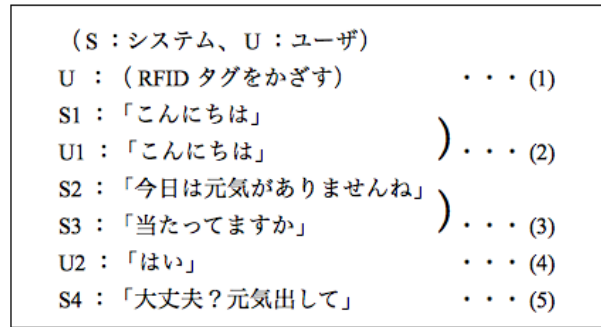 （S：システム、U：ユーザ）
U ：（RFID タグをかざす） ・・・(1)
S1：「こんにちは」
U1：「こんにちは」 ) ・・・(2)
S2：「今日は元気がありませんね」
S3：「当たってますか」 ) ・・・(3)
U2：「はい」 ・・・(4)
S4：「大丈夫？元気出して」 ・・・(5)